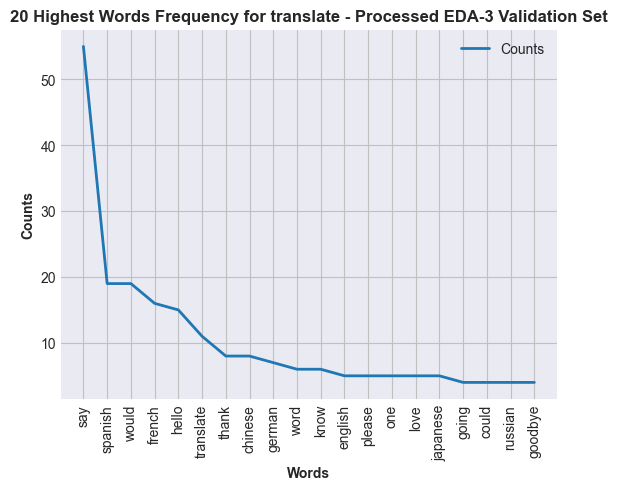 20 Highest Words Frequency for translate - Processed EDA-3 Validation Set
Counts
50
40
30
20
10
Counts
say
spanish
would
french
hello
translate
thank
chinese
german
word
know
english
please
one
love
japanese
going
could
russian
goodbye
Words